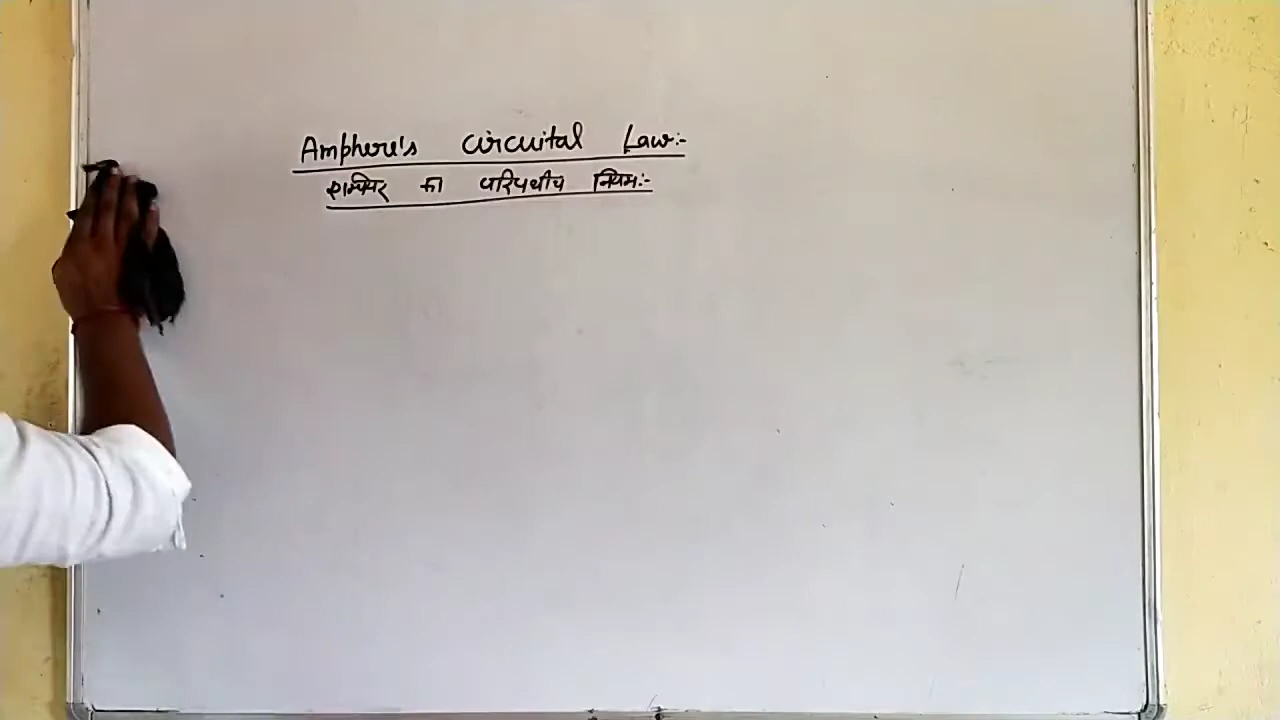 Amphere's Circuital Law:-
एम्पियर का परिपथीय नियम:-